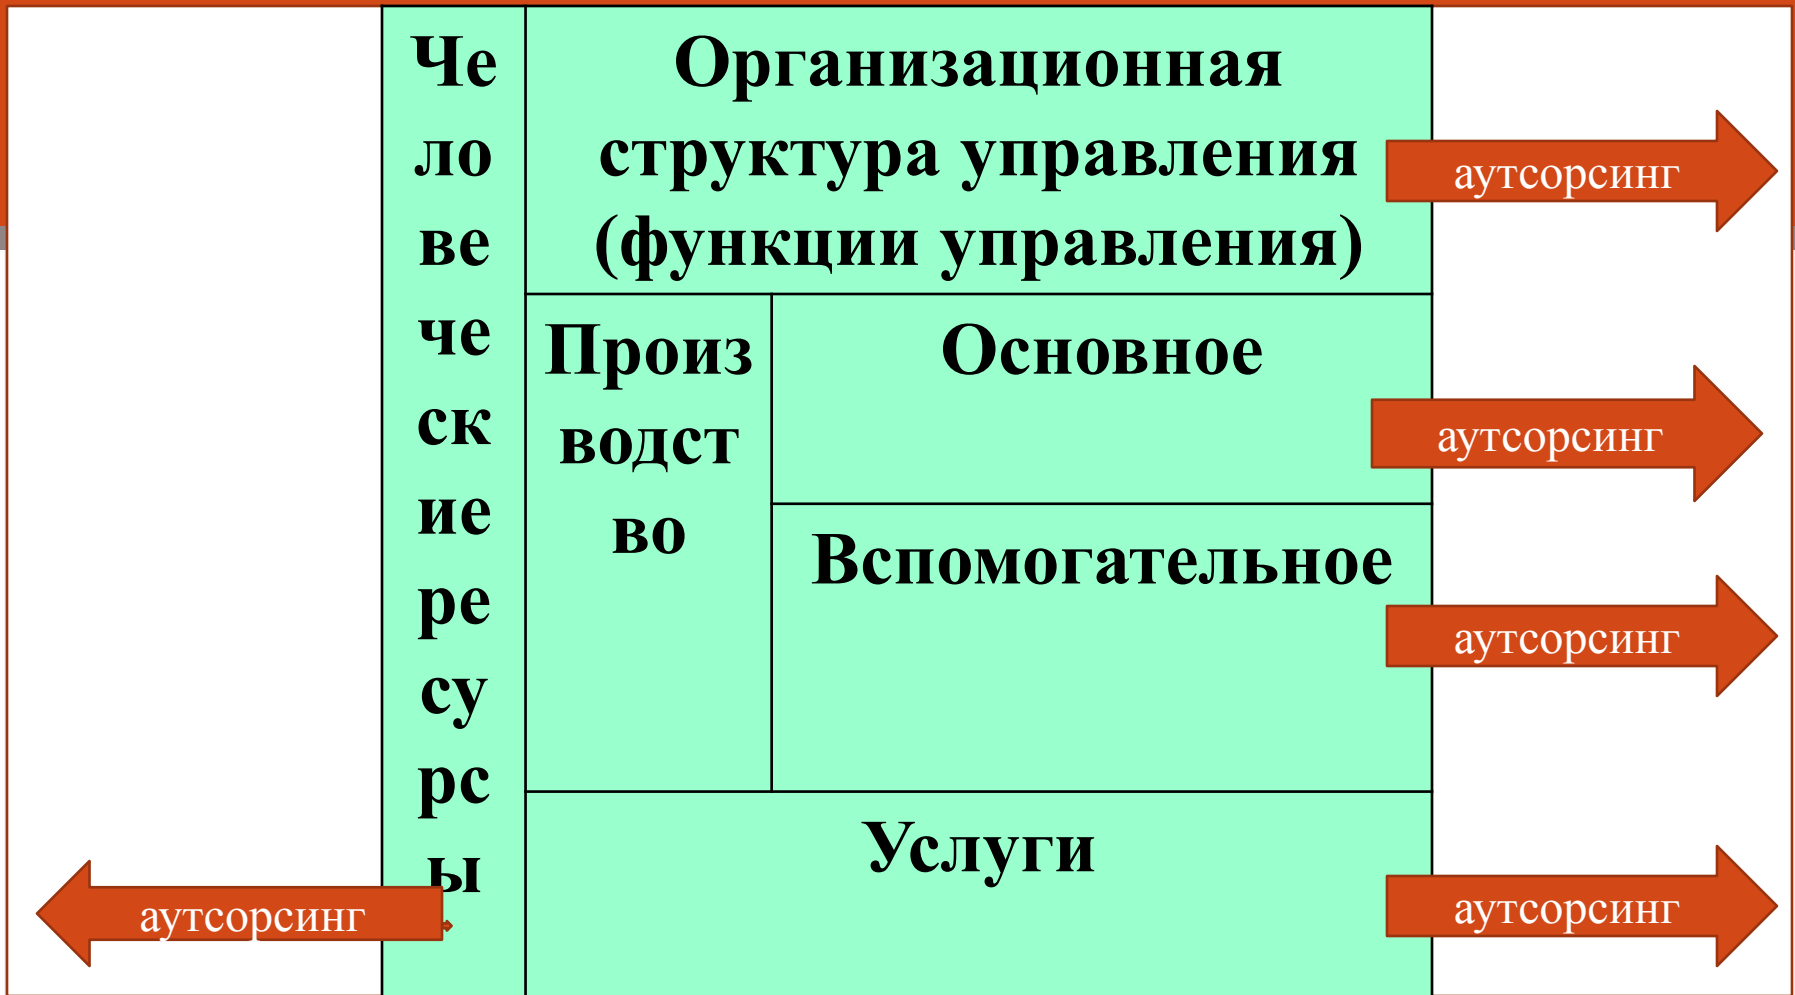 Че
ло
ве
че
ск
ие
ре
су
рс
ы
Организационная
структура управления
(функции управления)
аутсорсинг
Произ
водст
во
Основное
аутсорсинг
Вспомогательное
аутсорсинг
Услуги
аутсорсинг
аутсорсинг